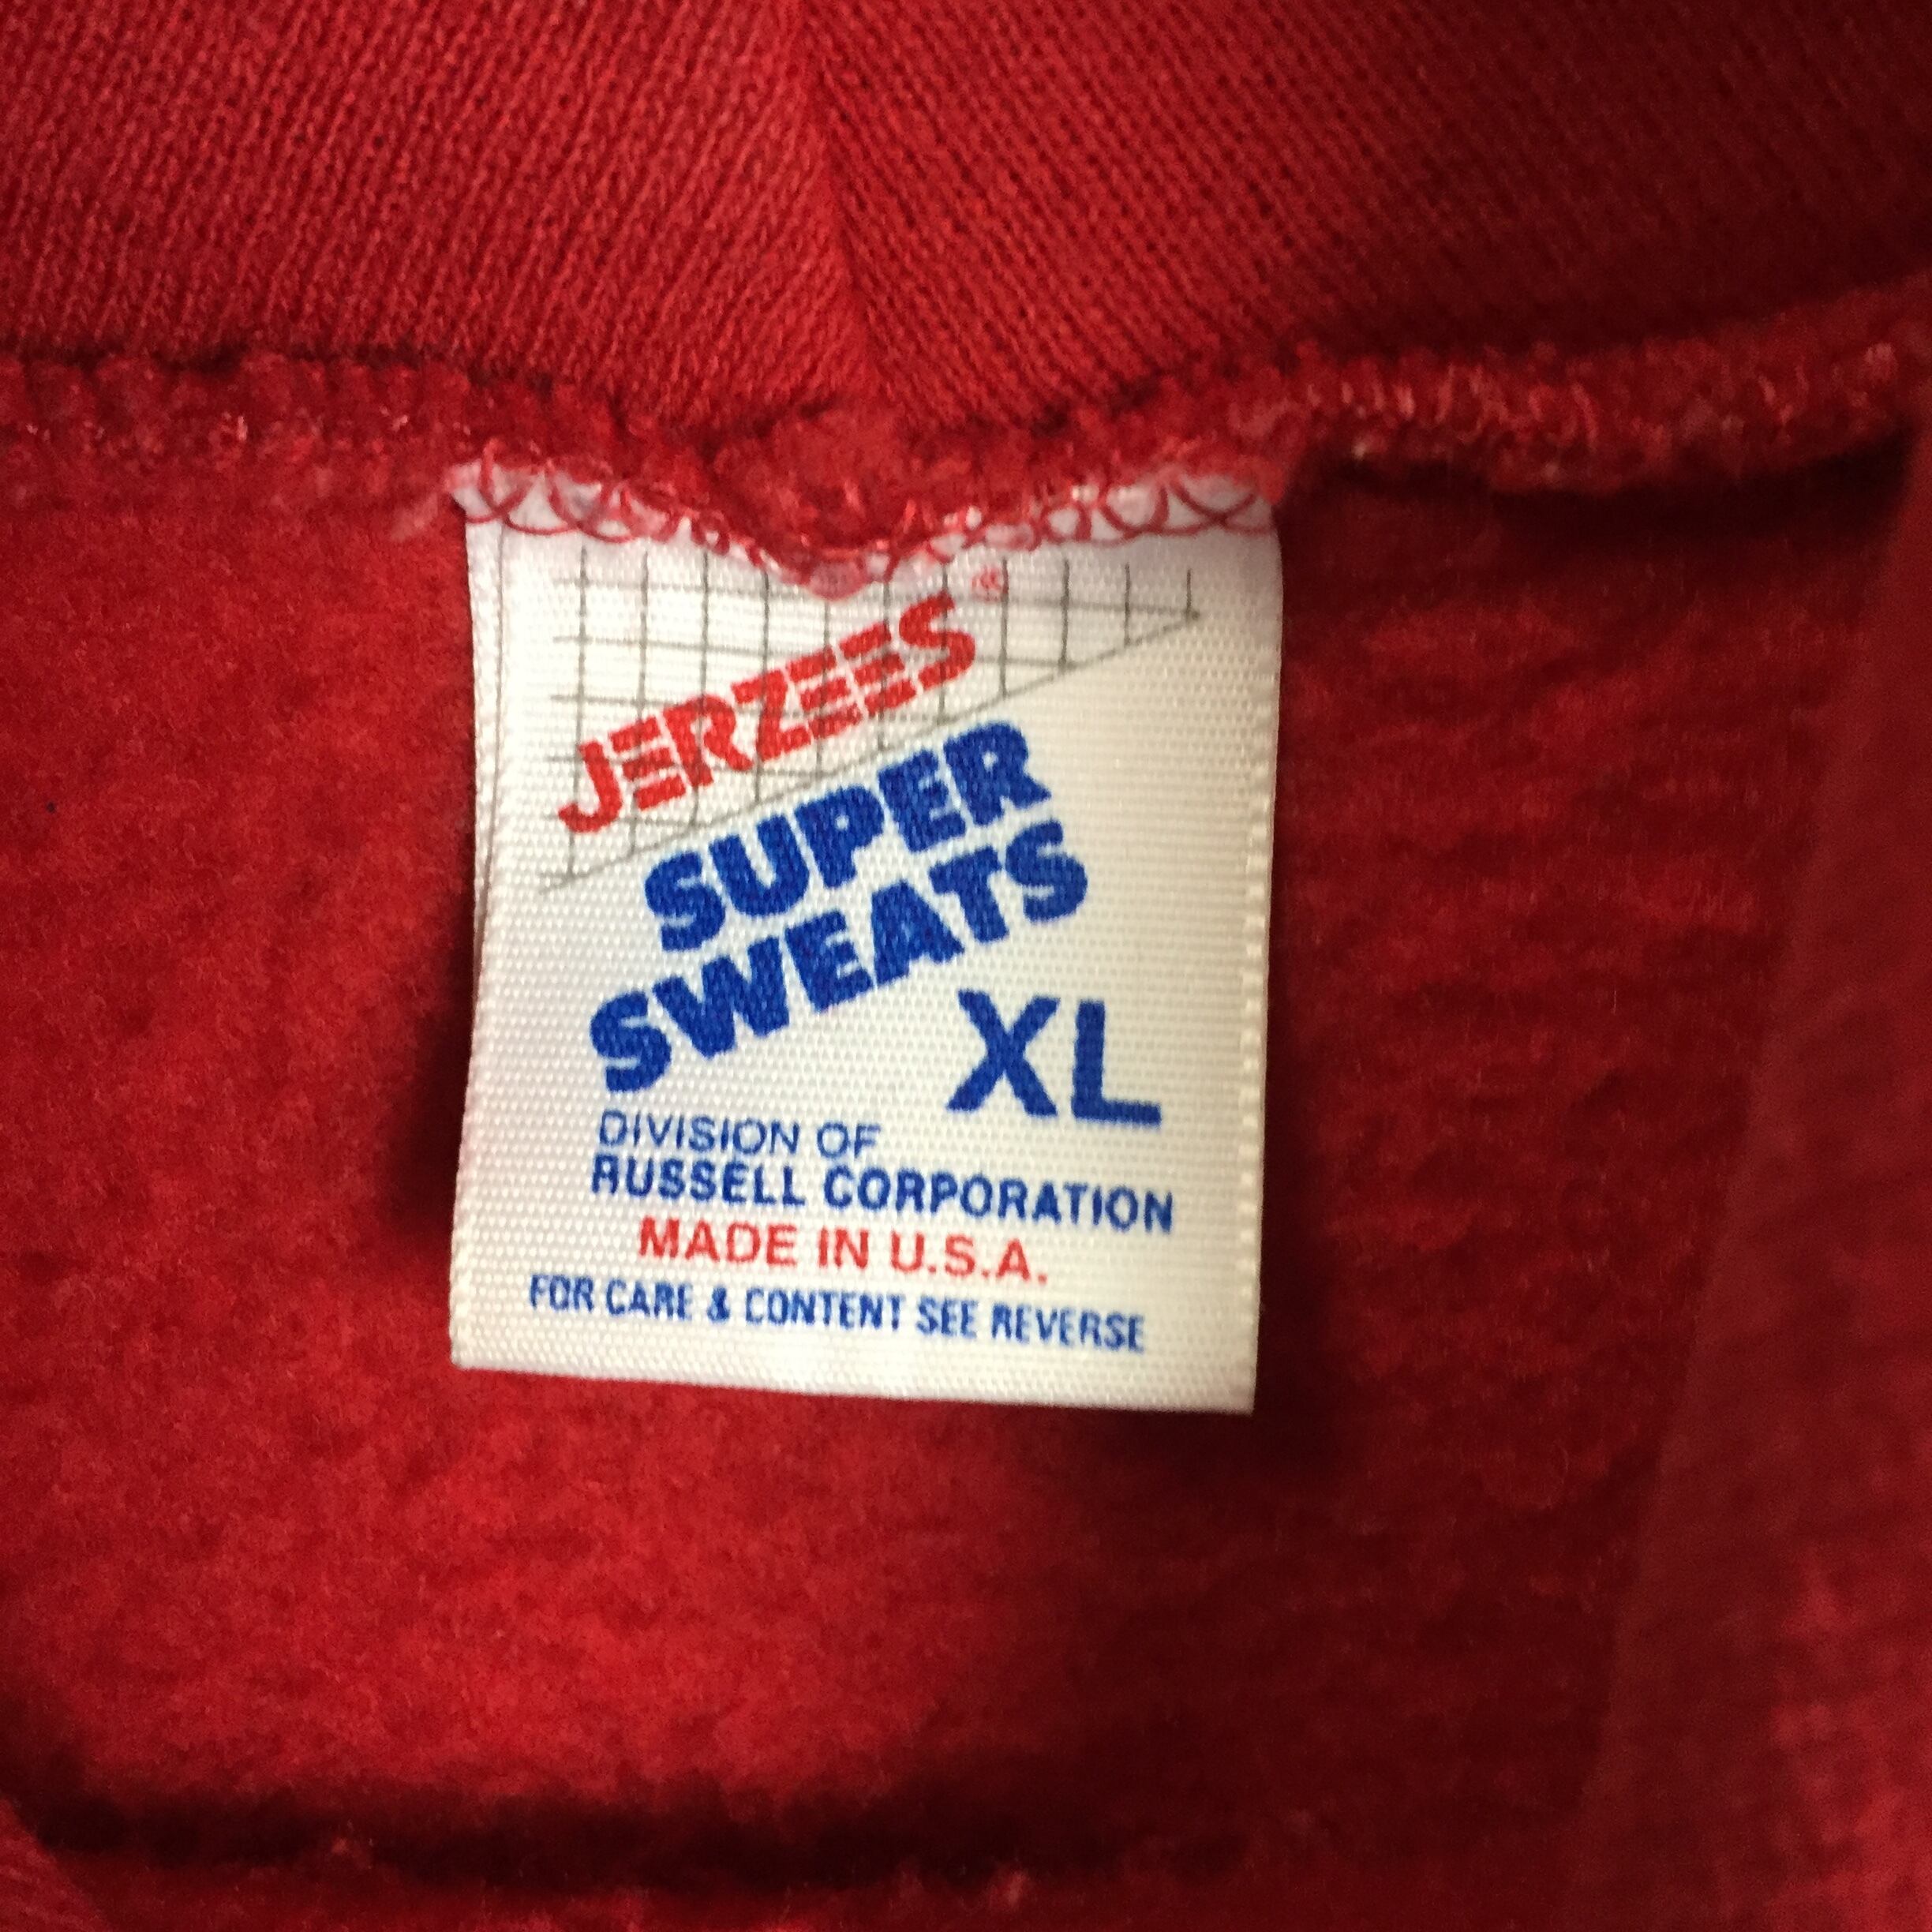 JERZEES®
SUPER
SWEATS
XL
DIVISION OF
RUSSELL CORPORATION
MADE IN U.S.A.
FOR CARE & CONTENT SEE REVERSE